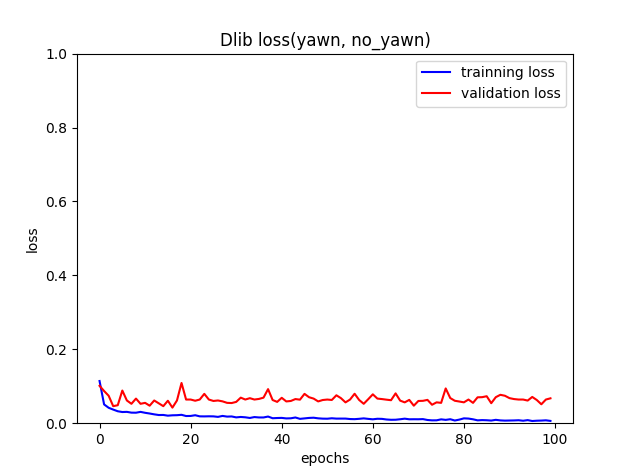 Dlib loss(yawn, no_yawn)
1.0
0.8
0.6
0.4
0.2
0.0
loss
trainning loss
validation loss
0 20 40 60 80 100
epochs